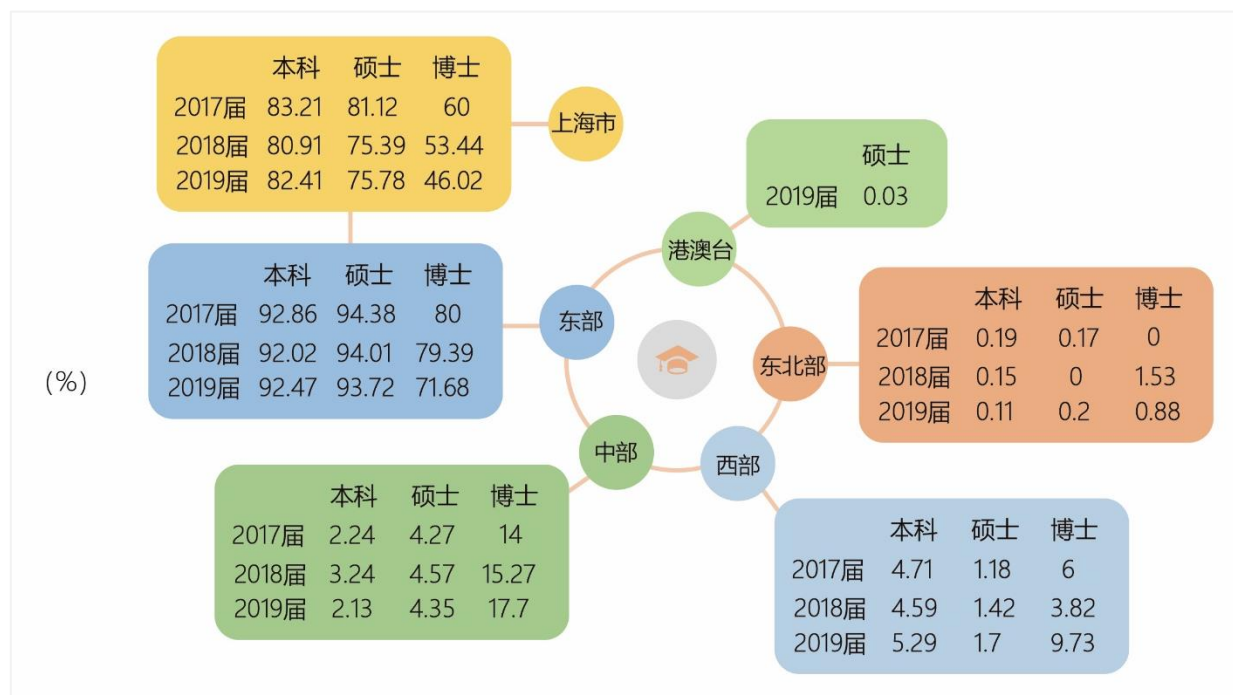 本科 硕士 博士
2017届 83.21 81.12 60
2018届 80.91 75.39 53.44
2019届 82.41 75.78 46.02
上海市
硕士
2019届 0.03
港澳台
本科 硕士 博士
2017届 92.86 94.38 80
2018届 92.02 94.01 79.39
2019届 92.47 93.72 71.68
东部
本科 硕士 博士
2017届 0.19 0.17 0
2018届 0.15 0 1.53
2019届 0.11 0.2 0.88
东北部
(%)
中部
西部
本科 硕士 博士
2017届 2.24 4.27 14
2018届 3.24 4.57 15.27
2019届 2.13 4.35 17.7
本科 硕士 博士
2017届 4.71 1.18 6
2018届 4.59 1.42 3.82
2019届 5.29 1.7 9.73